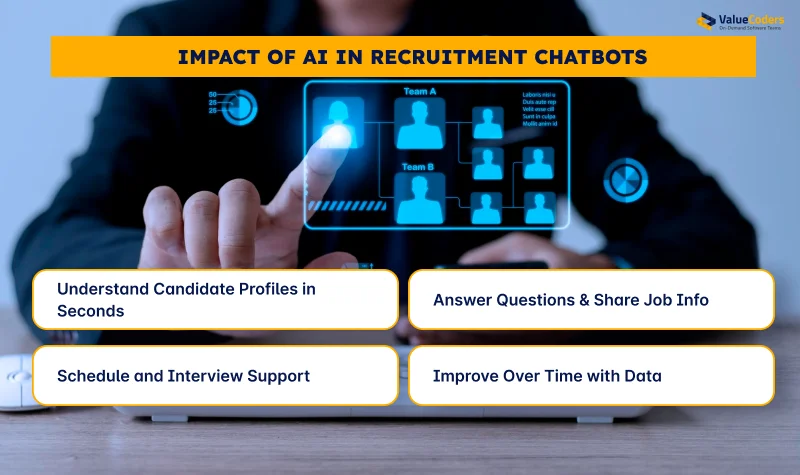 ValueCoders
On-Demand Software Teams
IMPACT OF AI IN RECRUITMENT CHATBOTS
50
25
25
Team A
Laboris nisi u
Duis aute rep
Velit esse cill
Sunt in culpa
Mollit anim id
Team B
Understand Candidate Profiles in
Seconds
Answer Questions & Share Job Info
Schedule and Interview Support
Improve Over Time with Data